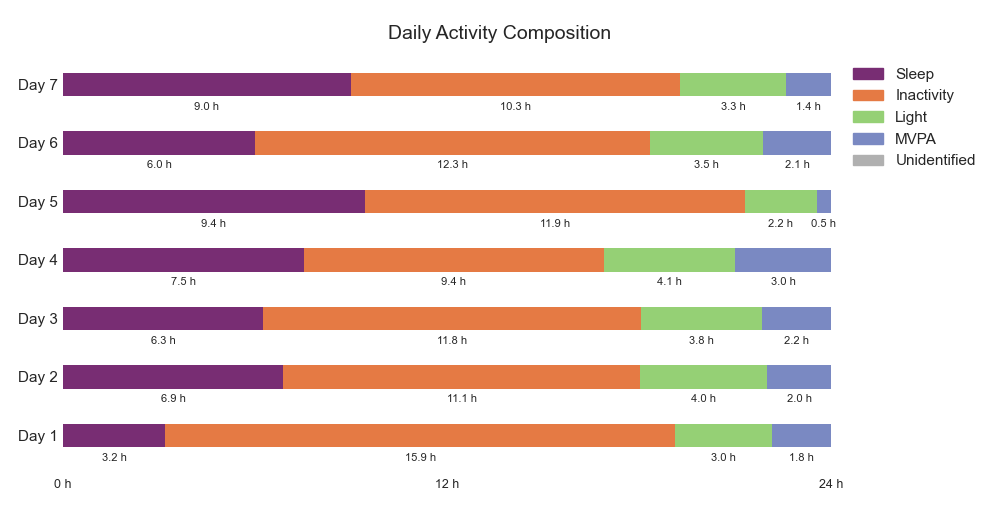 Daily Activity Composition
Day 7
9.0 h 10.3 h 3.3 h 1.4 h
Day 6
6.0 h 12.3 h 3.5 h 2.1 h
Day 5
9.4 h 11.9 h 2.2 h 0.5 h
Day 4
7.5 h 9.4 h 4.1 h 3.0 h
Day 3
6.3 h 11.8 h 3.8 h 2.2 h
Day 2
6.9 h 11.1 h 4.0 h 2.0 h
Day 1
3.2 h 15.9 h 3.0 h 1.8 h
0 h 12 h 24 h
Sleep
Inactivity
Light
MVPA
Unidentified